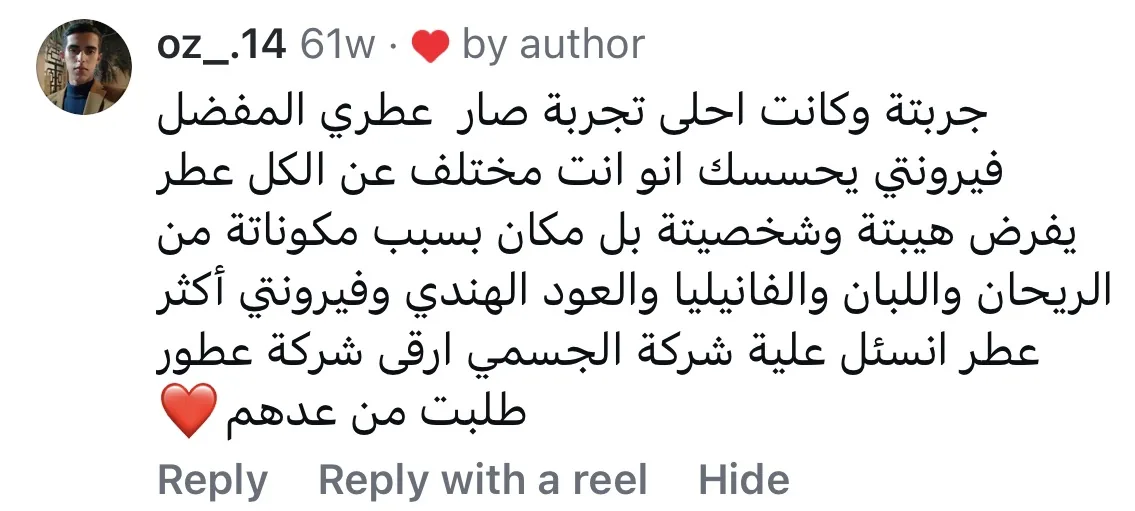 oz_.14 61w · ❤️ by author
جربتة وكانت احلى تجربة صار  عطري المفضل
فيرونتي يحسسك انو انت مختلف عن الكل عطر
يفرض هيبتة وشخصيتة بل مكان بسبب مكوناتة من
الريحان واللبان والفانيليا والعود الهندي وفيرونتي أكثر
عطر انسئل علية شركة الجسمي ارقى شركة عطور
طلبت من عدهم ❤️
Reply Reply with a reel Hide